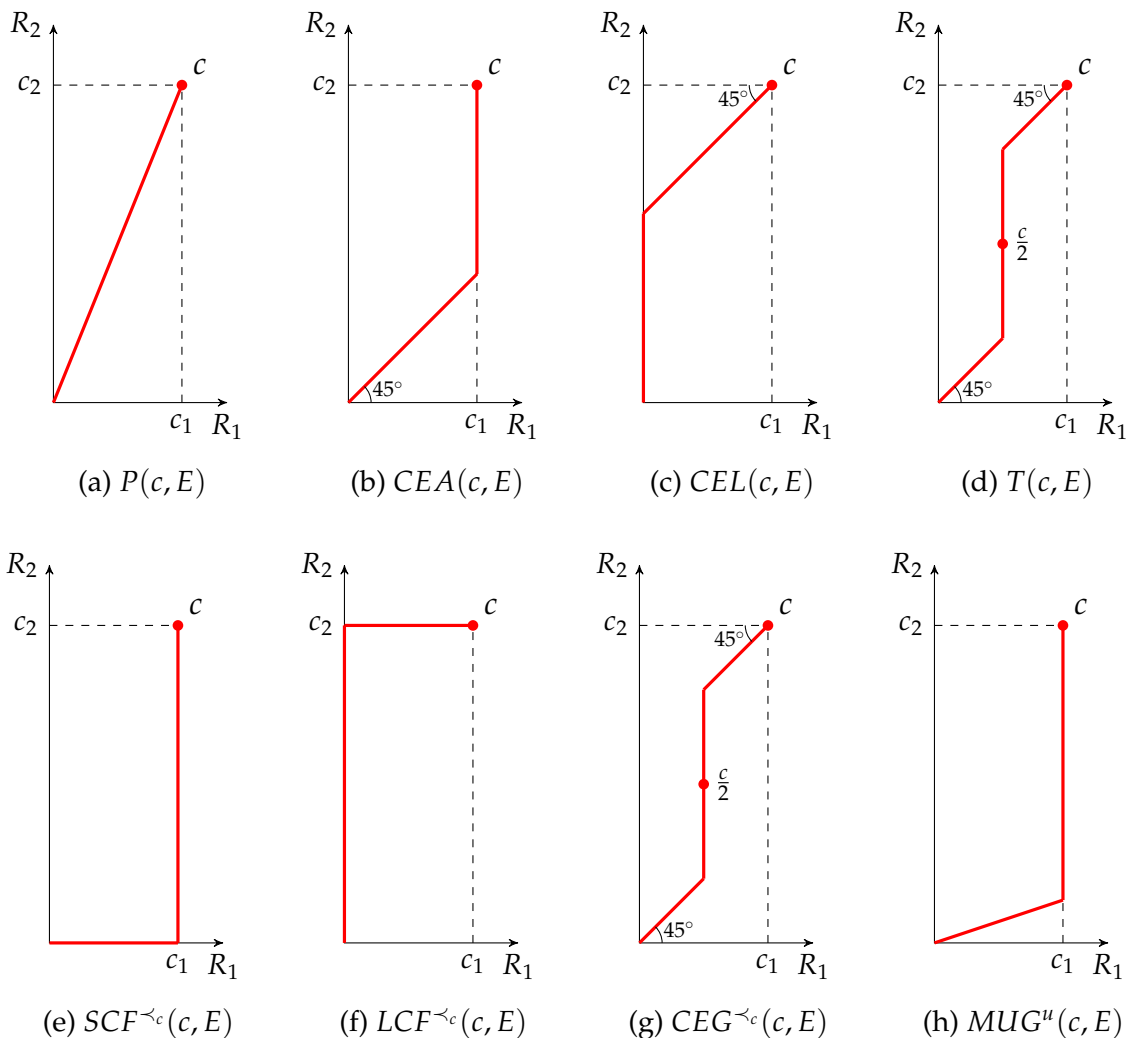 R₂ R₂ R₂ R₂
c c c c
c₂ c₂ c₂ c₂
45° 45°
c/2
45° 45°
c₁ R₁ c₁ R₁ c₁ R₁ c₁ R₁
(a) P(c, E) (b) CEA(c, E) (c) CEL(c, E) (d) T(c, E)
R₂ R₂ R₂ R₂
c c c c
c₂ c₂ c₂ c₂
45°
c/2
45°
c₁ R₁ c₁ R₁ c₁ R₁ c₁ R₁
(e) SCF^≺c(c, E) (f) LCF^≺c(c, E) (g) CEG^≺c(c, E) (h) MUG^u(c, E)